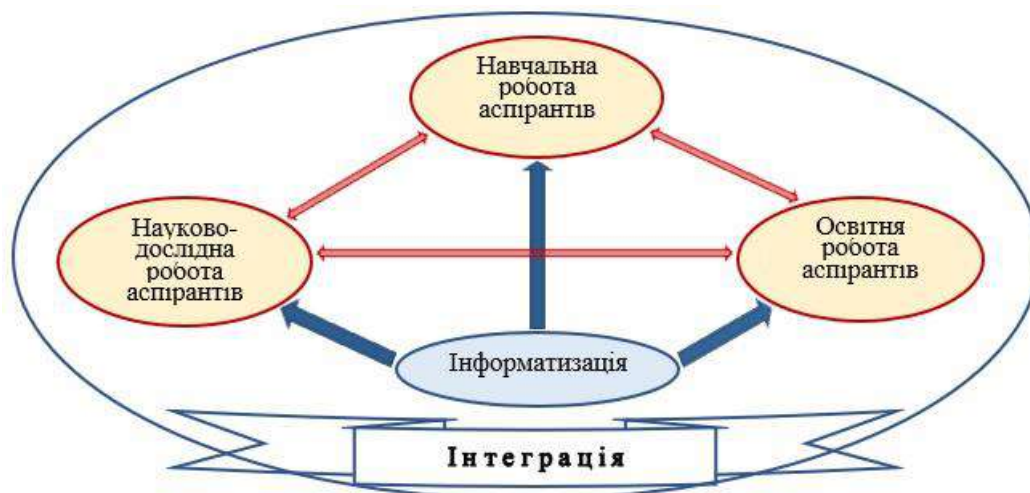 Навчальна
робота
аспірантів
Науково-
дослідна
робота
аспірантів
Освітня
робота
аспірантів
Інформатизація
Інтеграція